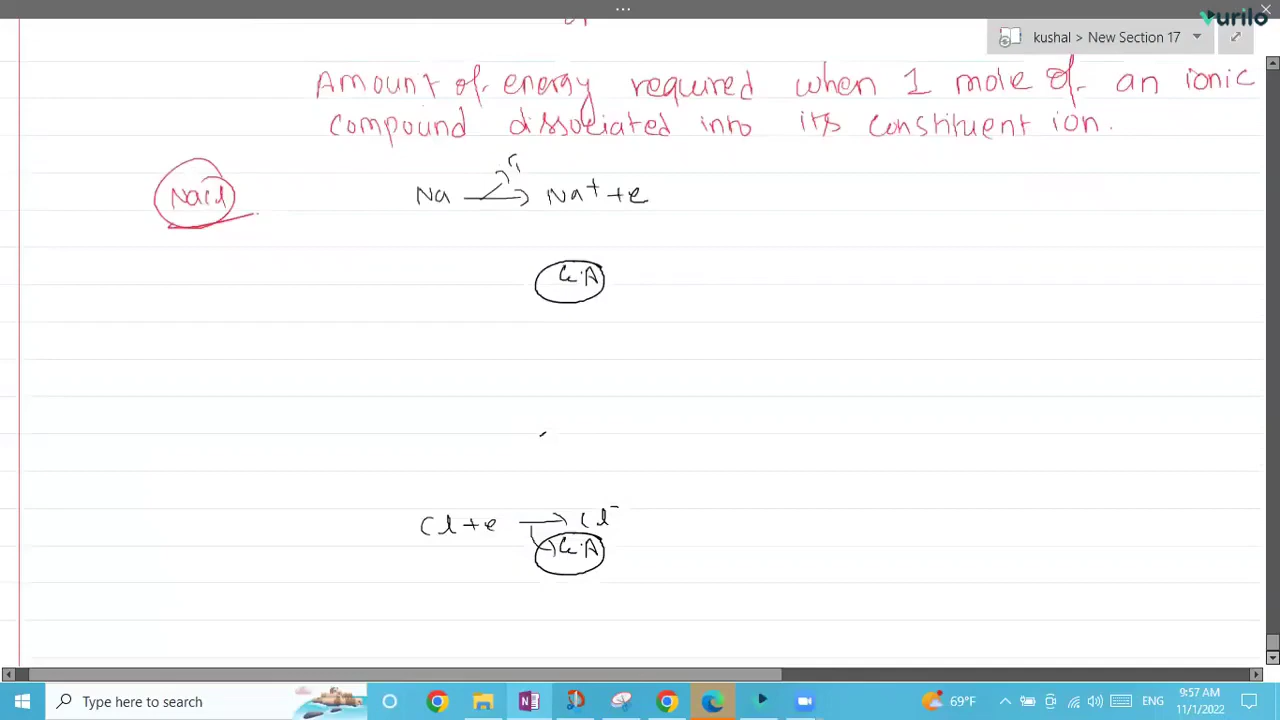 Vurilo
kushal > New Section 17
Amount of energy required when 1 mole of an ionic
compound dissociated into its constituent ion.
NaCl
Na → Na+ + e
Cl + e → Cl-
Type here to search
69°F
ENG
9:57 AM
11/1/2022